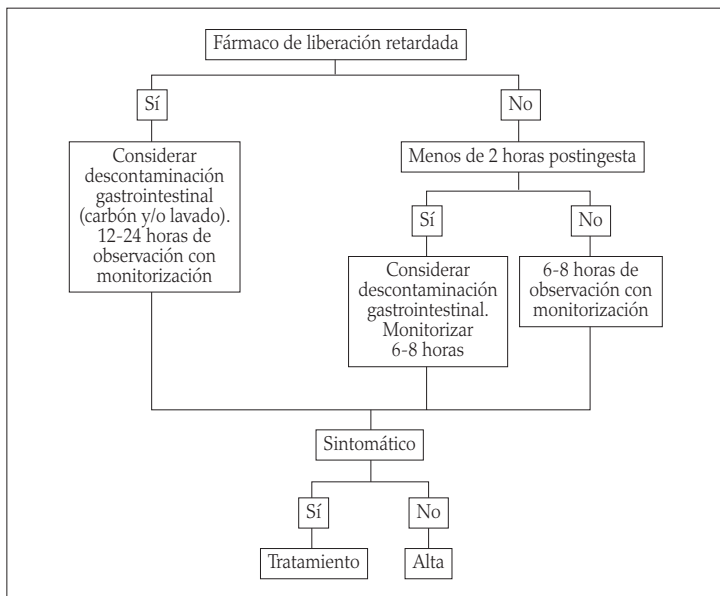 Fármaco de liberación retardada
Sí
No
Considerar
descontaminación
gastrointestinal
(carbón y/o lavado).
12-24 horas de
observación con
monitorización
Menos de 2 horas postingesta
Sí
No
Considerar
descontaminación
gastrointestinal.
Monitorizar
6-8 horas
6-8 horas de
observación con
monitorización
Sintomático
Sí
No
Tratamiento
Alta